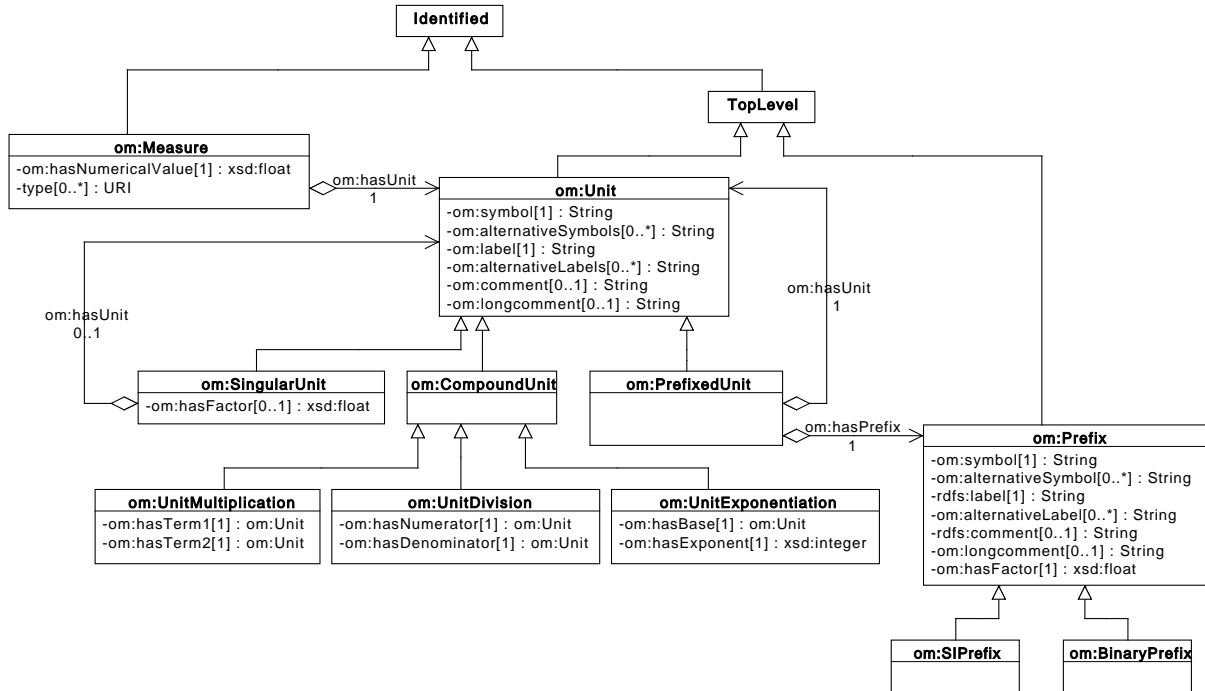 Identified
TopLevel
om:Measure
-om:hasNumericalValue[1] : xsd:float
-type[0..*] : URI
om:hasUnit
1
om:Unit
-om:symbol[1] : String
-om:alternativeSymbols[0..*] : String
-om:label[1] : String
-om:alternativeLabels[0..*] : String
-om:comment[0..1] : String
-om:longcomment[0..1] : String
om:hasUnit
1
om:hasUnit
0..1
om:SingularUnit
-om:hasFactor[0..1] : xsd:float
om:CompoundUnit
om:PrefixedUnit
om:hasPrefix
1
om:Prefix
-om:symbol[1] : String
-om:alternativeSymbol[0..*] : String
-rdfs:label[1] : String
-om:alternativeLabel[0..*] : String
-rdfs:comment[0..1] : String
-om:longcomment[0..1] : String
-om:hasFactor[1] : xsd:float
om:UnitMultiplication
-om:hasTerm1[1] : om:Unit
-om:hasTerm2[1] : om:Unit
om:UnitDivision
-om:hasNumerator[1] : om:Unit
-om:hasDenominator[1] : om:Unit
om:UnitExponentiation
-om:hasBase[1] : om:Unit
-om:hasExponent[1] : xsd:integer
om:SIPrefix
om:BinaryPrefix